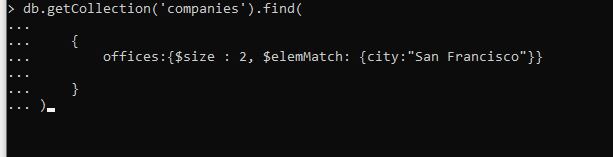 > db.getCollection('companies').find(
...
...     {
...         offices:{$size : 2, $elemMatch: {city:"San Francisco"}}
...
...     }
... )